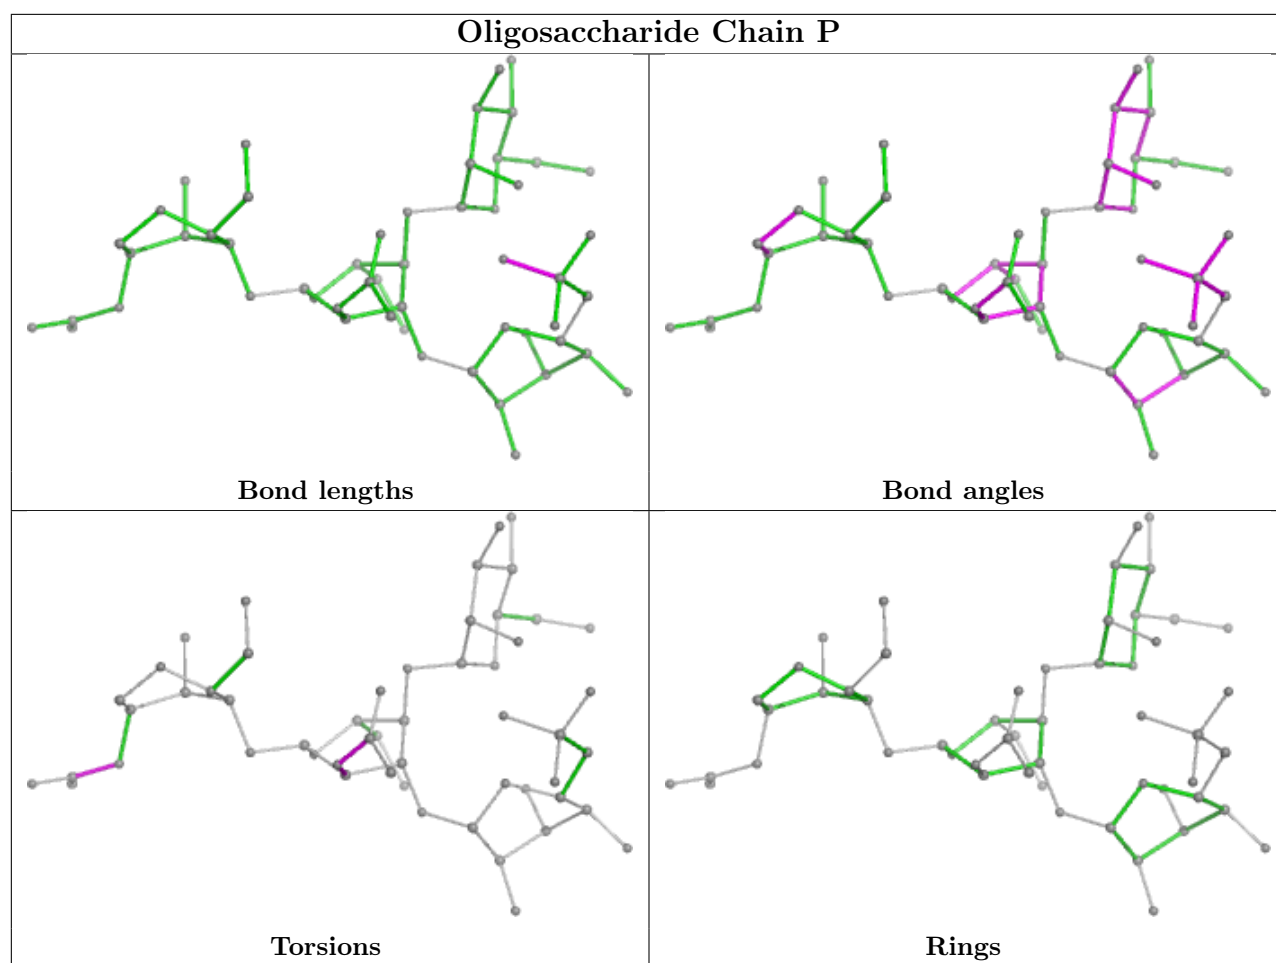 Oligosaccharide Chain P
Bond lengths
Bond angles
Torsions
Rings